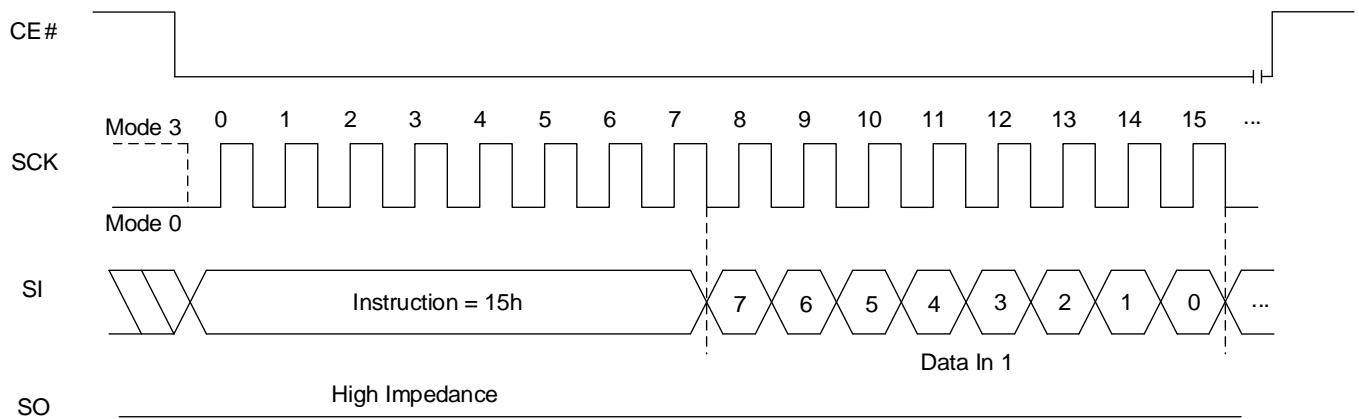 CE#
Mode 3 0 1 2 3 4 5 6 7 8 9 10 11 12 13 14 15 ...
SCK
Mode 0
SI Instruction = 15h 7 6 5 4 3 2 1 0 ...
Data In 1
High Impedance
SO